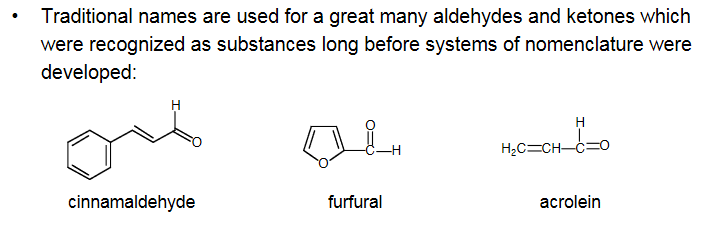 • Traditional names are used for a great many aldehydes and ketones which
were recognized as substances long before systems of nomenclature were
developed:
H
O
O
C—H
O
H
H₂C=CH—C=O
cinnamaldehyde
furfural
acrolein